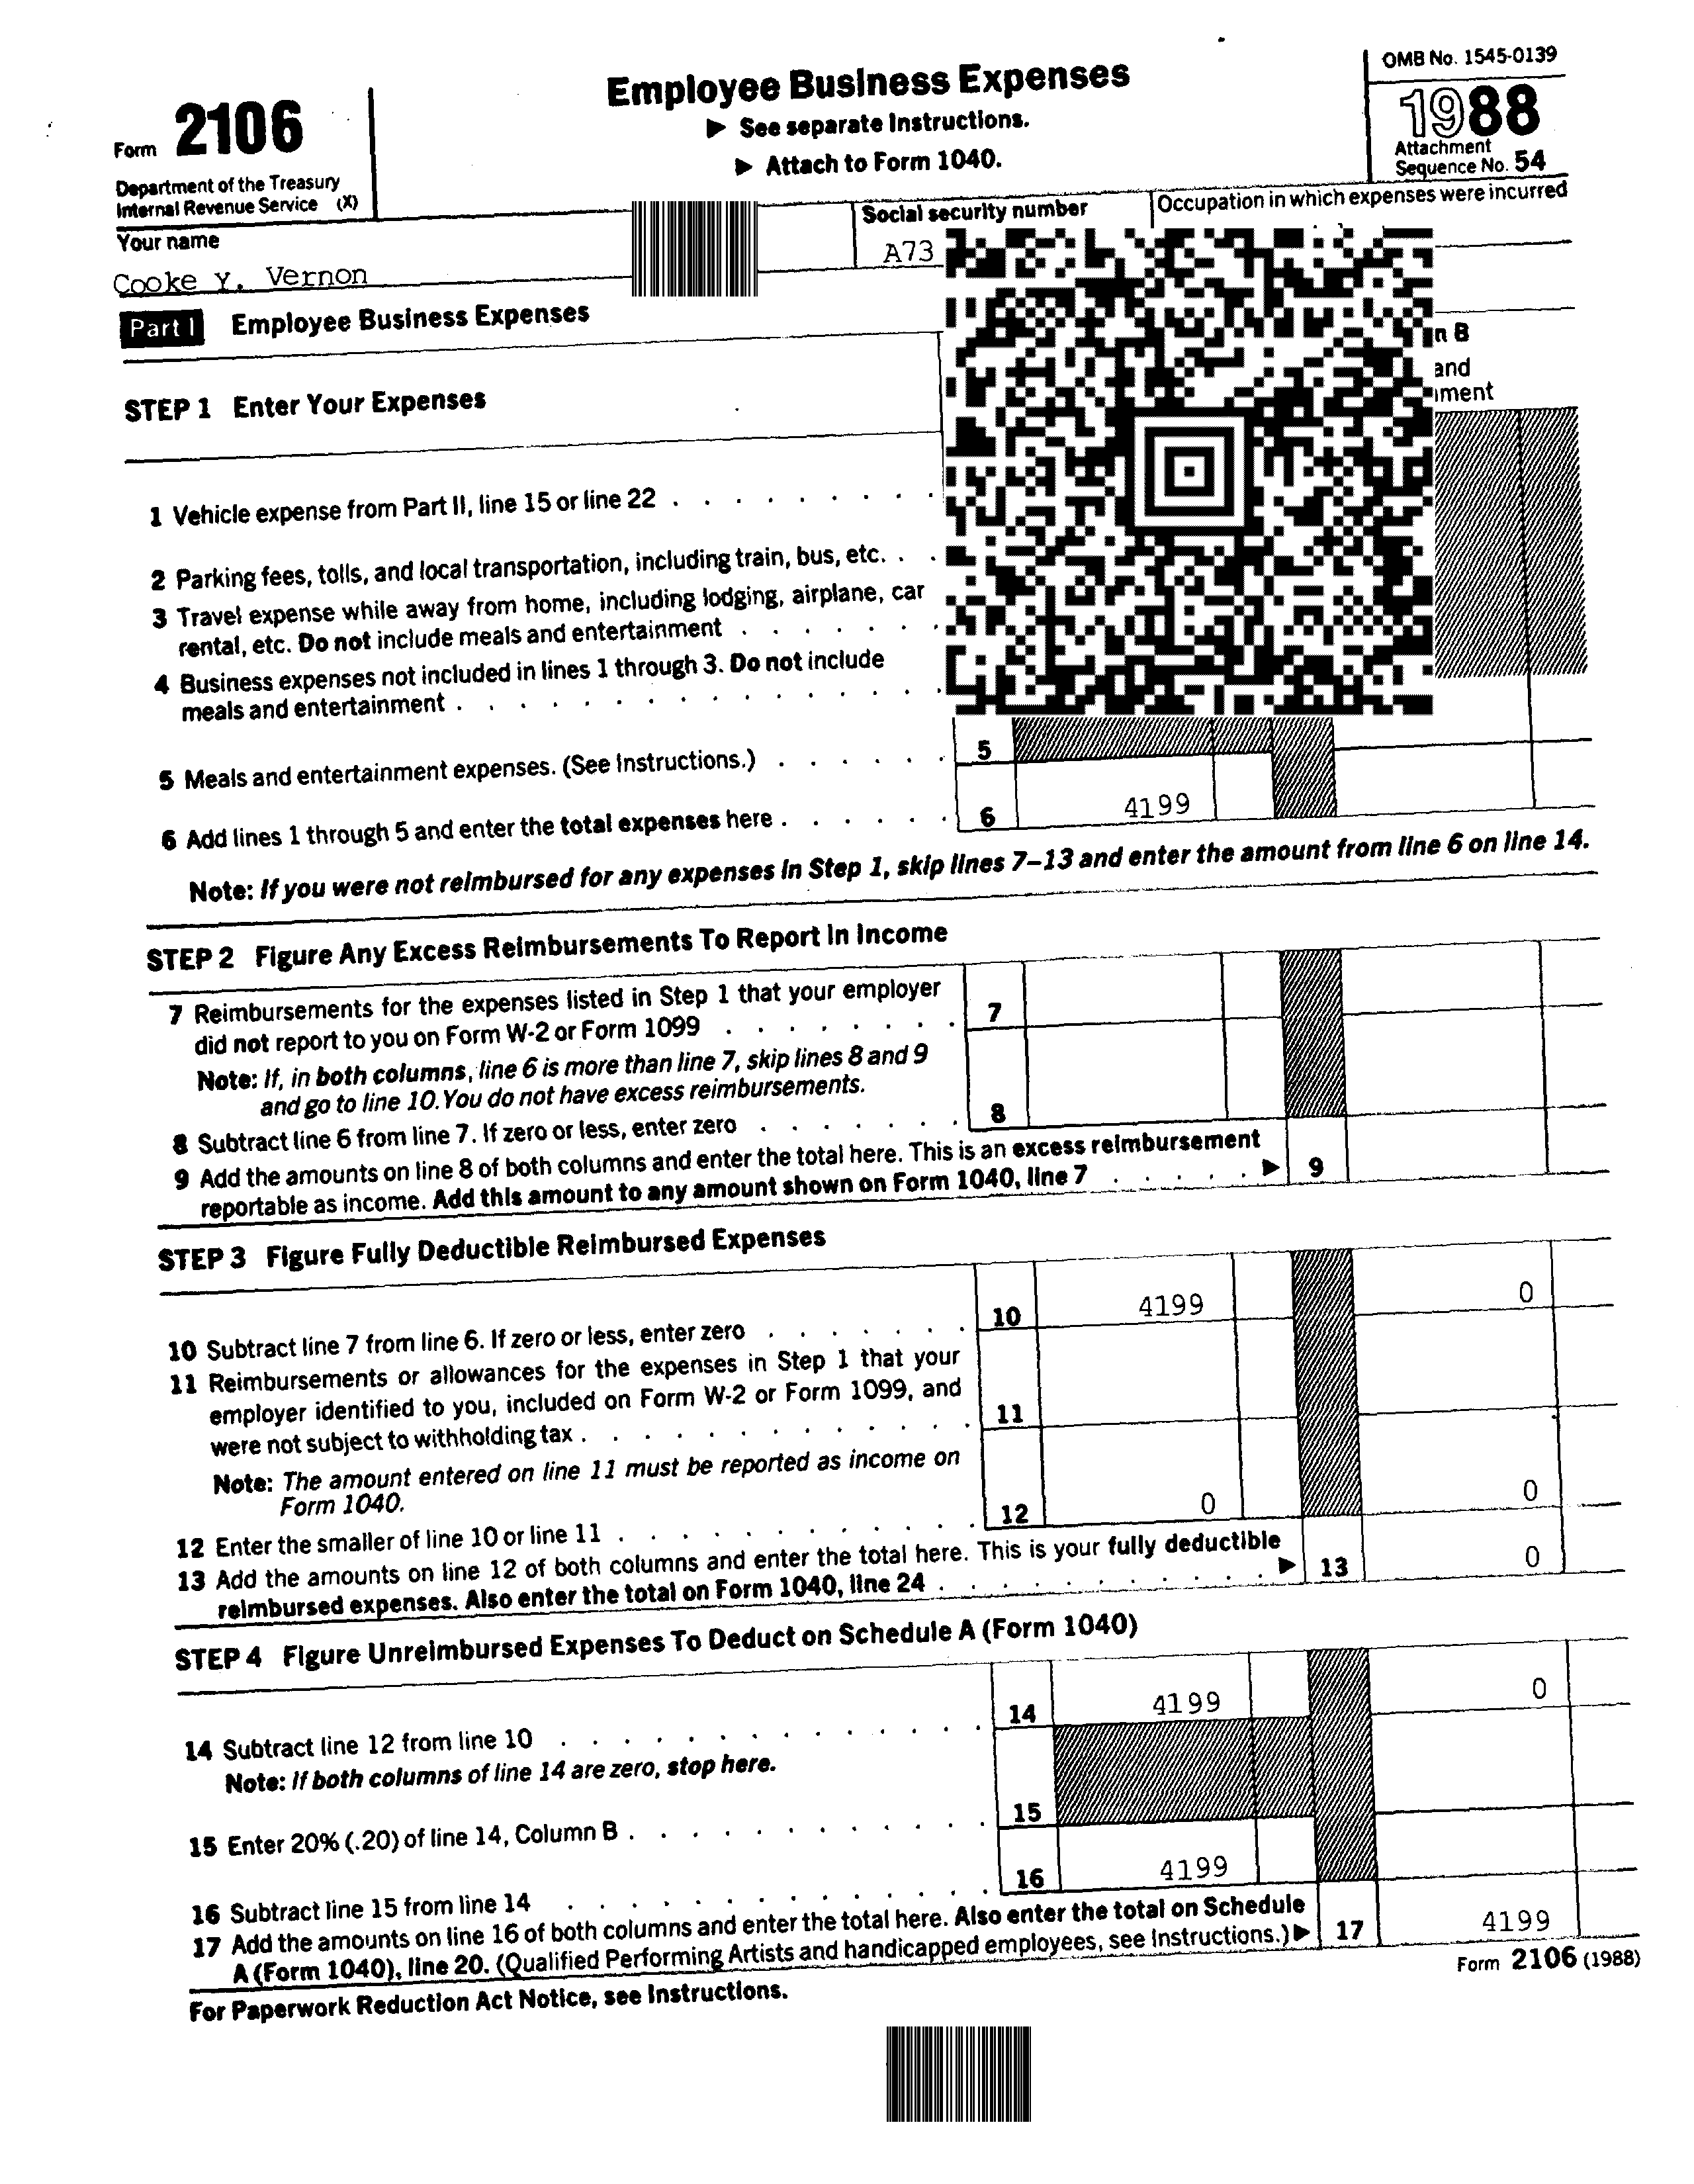 OMB No. 1545-0139
Form 2106
Employee Business Expenses
► See separate Instructions.
► Attach to Form 1040.
1988
Attachment
Sequence No. 54
Department of the Treasury
Internal Revenue Service (X)
Your name
Social security number
Occupation in which expenses were incurred
Cooke Y. Vernon
A73
Part I Employee Business Expenses
n B
and
ment
STEP 1 Enter Your Expenses
1 Vehicle expense from Part II, line 15 or line 22 . . . . . . . . .
2 Parking fees, tolls, and local transportation, including train, bus, etc. . .
3 Travel expense while away from home, including lodging, airplane, car
rental, etc. Do not include meals and entertainment . . . . . . .
4 Business expenses not included in lines 1 through 3. Do not include
meals and entertainment . . . . . . . . . . . . . . . .
5 Meals and entertainment expenses. (See Instructions.) . . . . . . 5
6 Add lines 1 through 5 and enter the total expenses here . . . . . . 6 4199
Note: If you were not reimbursed for any expenses in Step 1, skip lines 7–13 and enter the amount from line 6 on line 14.
STEP 2 Figure Any Excess Reimbursements To Report In Income
7 Reimbursements for the expenses listed in Step 1 that your employer
did not report to you on Form W-2 or Form 1099 . . . . . . . . 7
Note: If, in both columns, line 6 is more than line 7, skip lines 8 and 9
and go to line 10. You do not have excess reimbursements.
8 Subtract line 6 from line 7. If zero or less, enter zero . . . . . . . 8
9 Add the amounts on line 8 of both columns and enter the total here. This is an excess reimbursement
reportable as income. Add this amount to any amount shown on Form 1040, line 7 . . . . . ► 9
STEP 3 Figure Fully Deductible Reimbursed Expenses
10 Subtract line 7 from line 6. If zero or less, enter zero . . . . . . . 10 4199 0
11 Reimbursements or allowances for the expenses in Step 1 that your
employer identified to you, included on Form W-2 or Form 1099, and
were not subject to withholding tax . . . . . . . . . . . . . 11
Note: The amount entered on line 11 must be reported as income on
Form 1040.
12 Enter the smaller of line 10 or line 11 . . . . . . . . . . . . 12 0 0
13 Add the amounts on line 12 of both columns and enter the total here. This is your fully deductible
reimbursed expenses. Also enter the total on Form 1040, line 24 . . . . . . . . . . . ► 13 0
STEP 4 Figure Unreimbursed Expenses To Deduct on Schedule A (Form 1040)
14 Subtract line 12 from line 10 . . . . . . . . . . . . . . . 14 4199 0
Note: If both columns of line 14 are zero, stop here.
15 Enter 20% (.20) of line 14, Column B . . . . . . . . . . . . 15
16 Subtract line 15 from line 14 . . . . . . . . . . . . . . . 16 4199
17 Add the amounts on line 16 of both columns and enter the total here. Also enter the total on Schedule
A (Form 1040), line 20. (Qualified Performing Artists and handicapped employees, see Instructions.) ► 17 4199
For Paperwork Reduction Act Notice, see Instructions.
Form 2106 (1988)